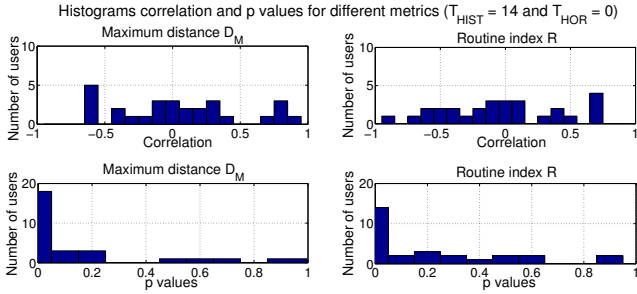 Histograms correlation and p values for different metrics (T_HIST = 14 and T_HOR = 0)
Maximum distance D_M
Number of users
10
5
0
−1
−0.5
0
0.5
1
Correlation
Routine index R
Number of users
10
5
0
−1
−0.5
0
0.5
1
Correlation
Maximum distance D_M
Number of users
20
10
0
0
0.2
0.4
0.6
0.8
1
p values
Routine index R
Number of users
20
10
0
0
0.2
0.4
0.6
0.8
1
p values